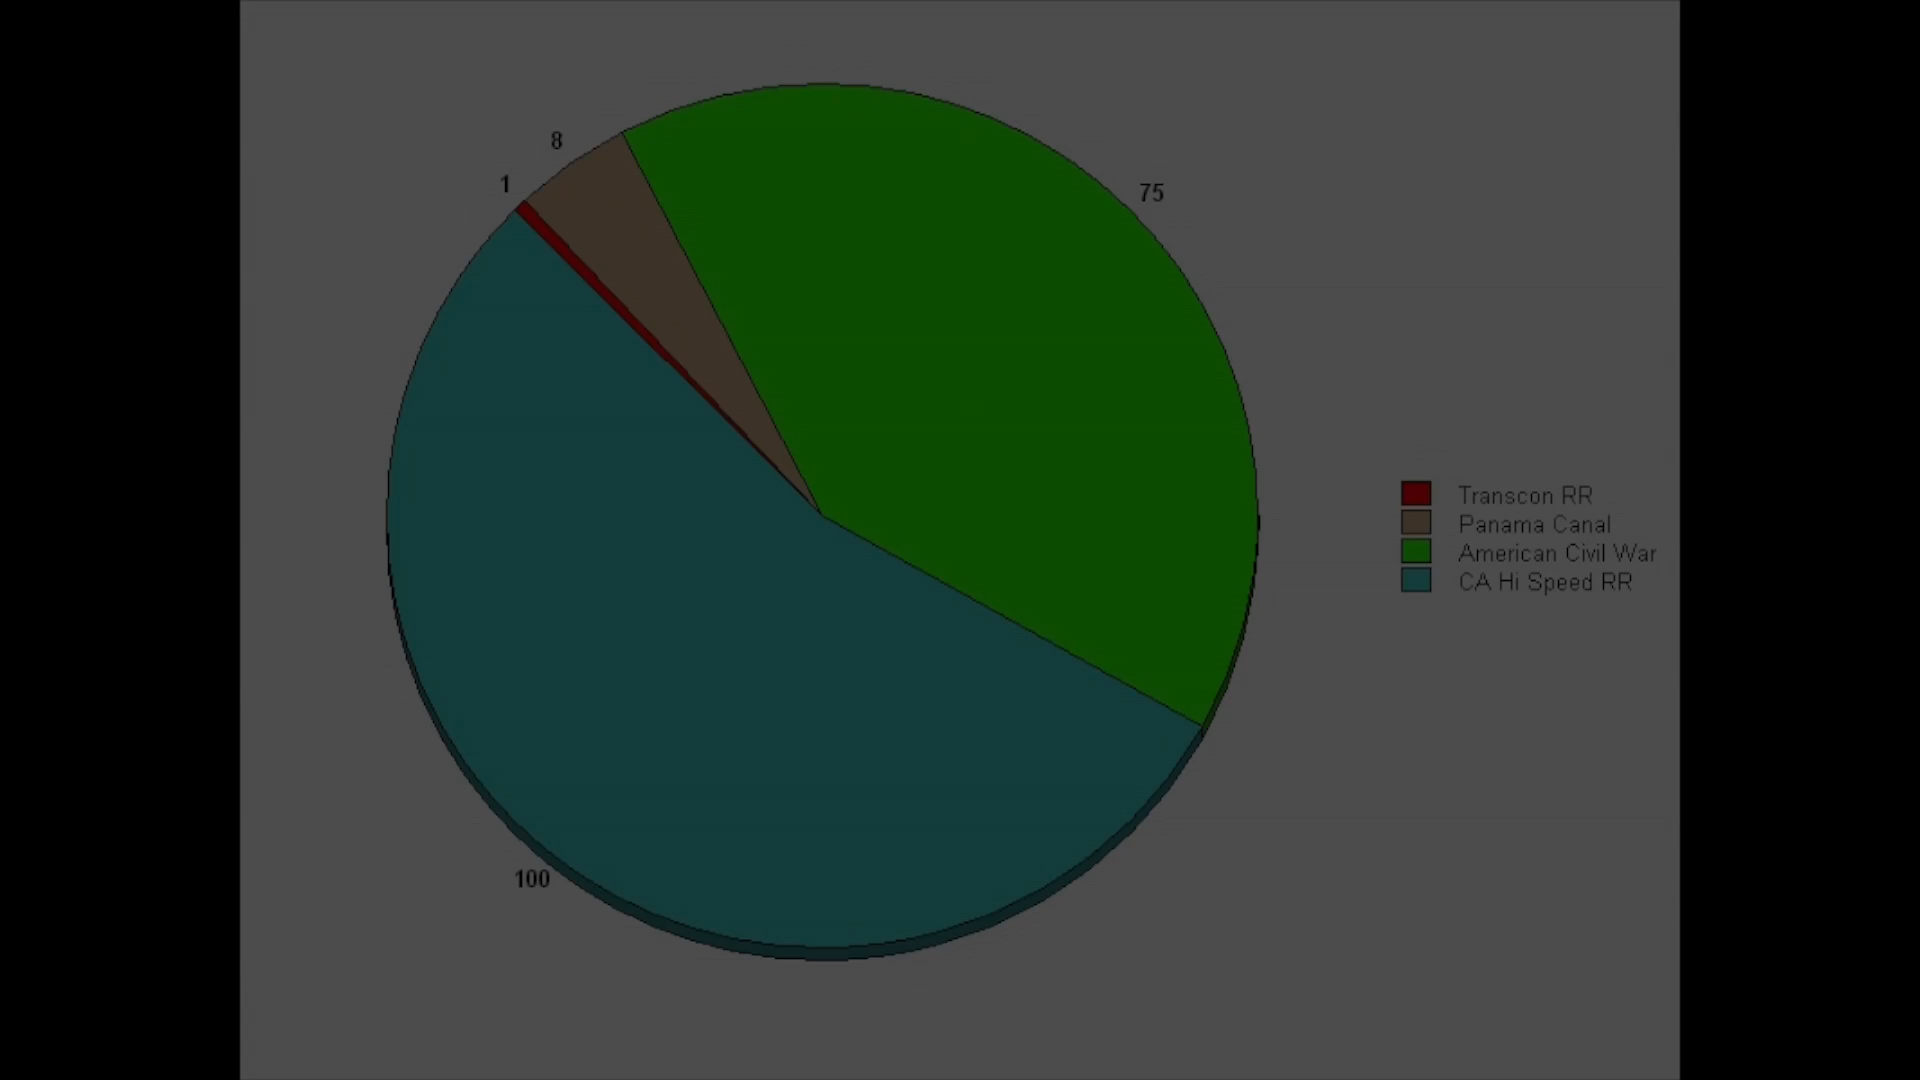 8
1
75
Transcon RR
Panama Canal
American Civil War
CA Hi Speed RR
100